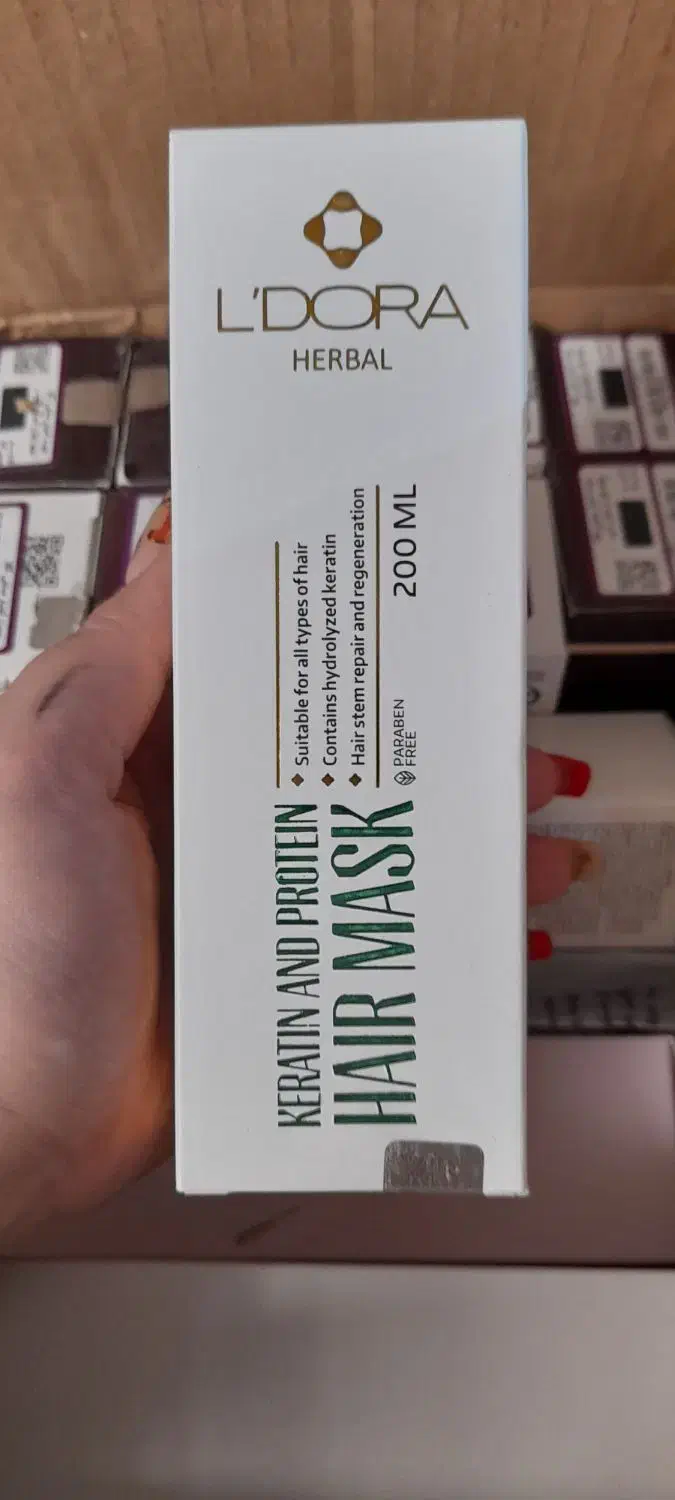 L'DORA
HERBAL
KERATIN AND PROTEIN
HAIR MASK
Suitable for all types of hair
Contains hydrolyzed keratin
Hair stem repair and regeneration
PARABEN
FREE
200 ML